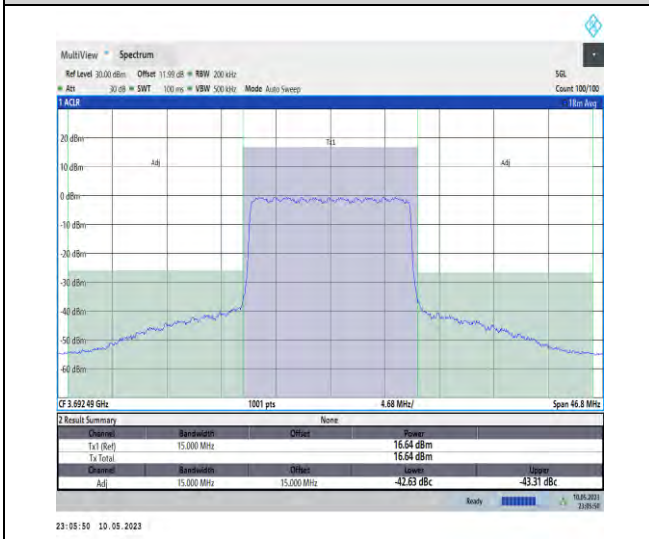 MultiView Spectrum
Ref Level 30.00 dBm Offset 11.99 dB RBW 200 kHz SGL
Att 30 dB SWT 100 ms VBW 500 kHz Mode Auto Sweep Count 100/100
1 ACLR 1Rm Avg
20 dBm
Tx1
Adj Adj
10 dBm
0 dBm
-10 dBm
-20 dBm
-30 dBm
-40 dBm
-50 dBm
-60 dBm
CF 3.692 49 GHz 1001 pts 4.68 MHz/ Span 46.8 MHz
2 Result Summary None
Channel Bandwidth Offset Power
Tx1 (Ref) 15.000 MHz 16.64 dBm
Tx Total 16.64 dBm
Channel Bandwidth Offset Lower Upper
Adj 15.000 MHz 15.000 MHz -42.63 dBc -43.31 dBc
Ready 10.05.2023
23:05:50
23:05:50 10.05.2023